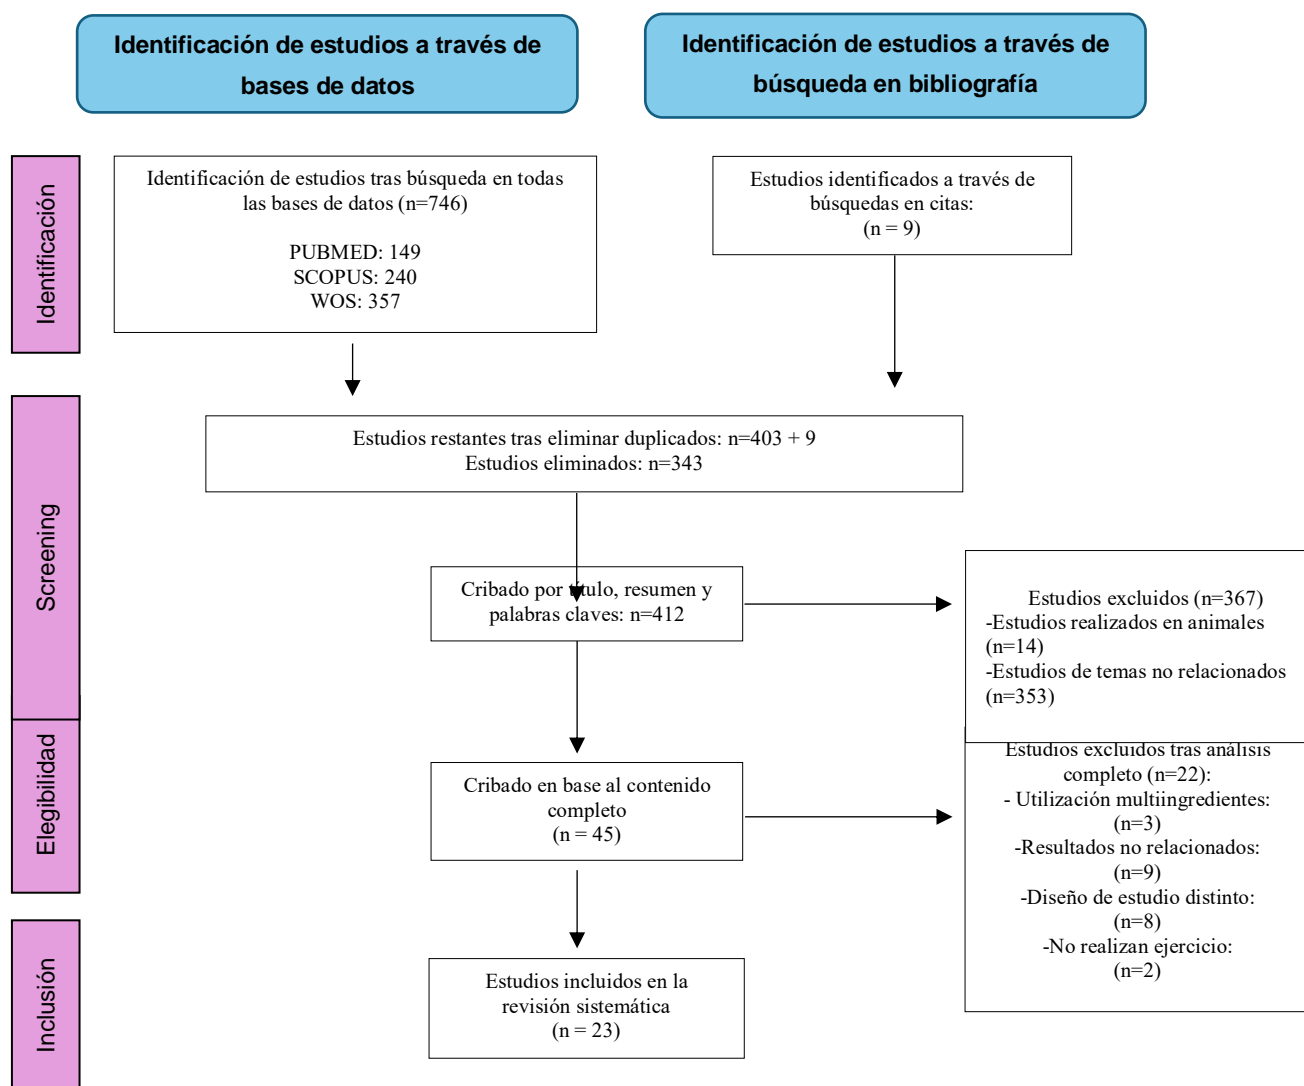 Identificación de estudios a través de
bases de datos
Identificación de estudios a través de
búsqueda en bibliografía
Identificación
Identificación de estudios tras búsqueda en todas
las bases de datos (n=746)
PUBMED: 149
SCOPUS: 240
WOS: 357
Estudios identificados a través de
búsquedas en citas:
(n = 9)
Screening
Estudios restantes tras eliminar duplicados: n=403 + 9
Estudios eliminados: n=343
Cribado por título, resumen y
palabras claves: n=412
Estudios excluidos (n=367)
-Estudios realizados en animales
(n=14)
-Estudios de temas no relacionados
(n=353)
Elegibilidad
Cribado en base al contenido
completo
(n = 45)
Estudios excluidos tras análisis
completo (n=22):
- Utilización multiingredientes:
(n=3)
-Resultados no relacionados:
(n=9)
-Diseño de estudio distinto:
(n=8)
-No realizan ejercicio:
(n=2)
Inclusión
Estudios incluidos en la
revisión sistemática
(n = 23)